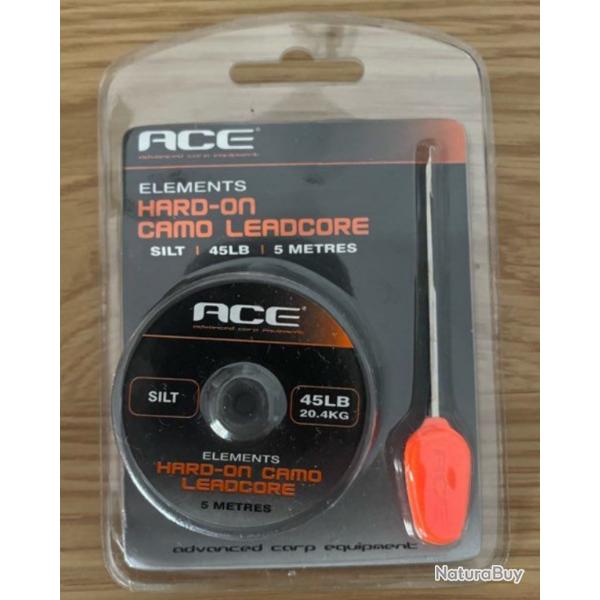 ACE®
advanced carp equipment
ELEMENTS
HARD-ON
CAMO LEADCORE
SILT | 45LB | 5 METRES
ACE®
advanced carp equipment
SILT
45LB
20.4KG
ELEMENTS
HARD-ON CAMO
LEADCORE
5 METRES
ACE
advanced carp equipment
NaturaBuy